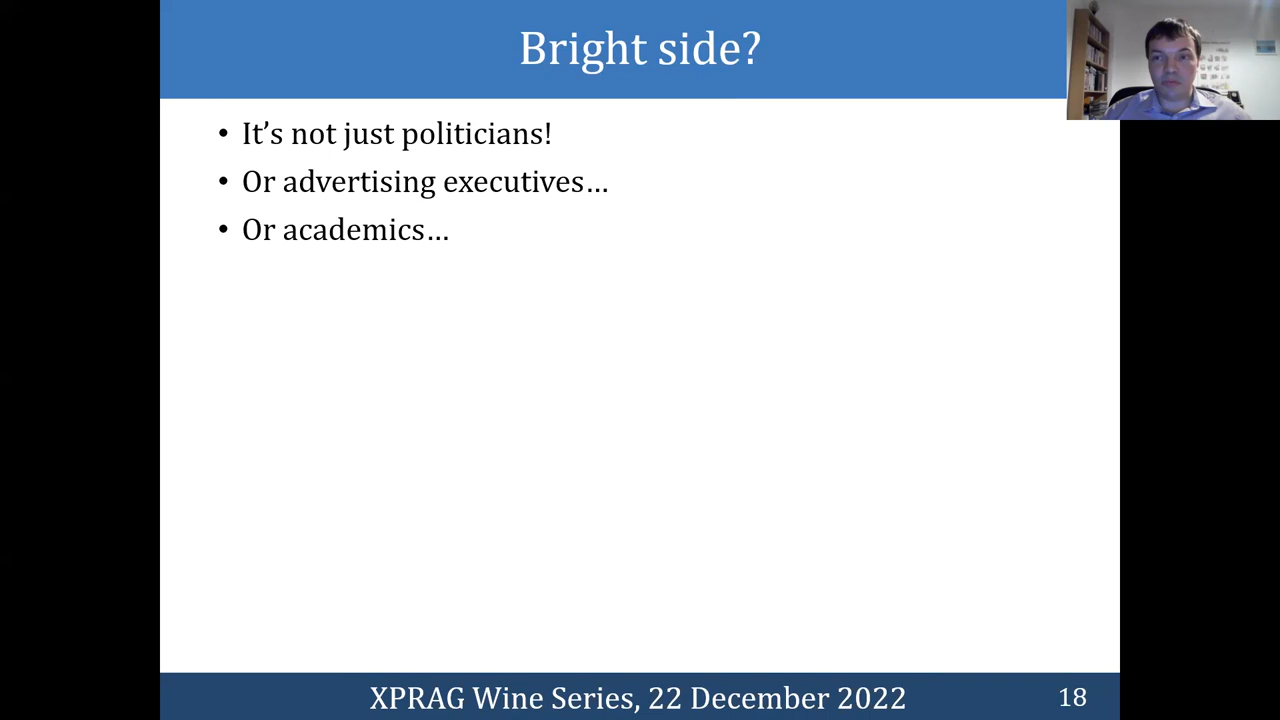 Bright side?
• It’s not just politicians!
• Or advertising executives…
• Or academics…
XPRAG Wine Series, 22 December 2022
18